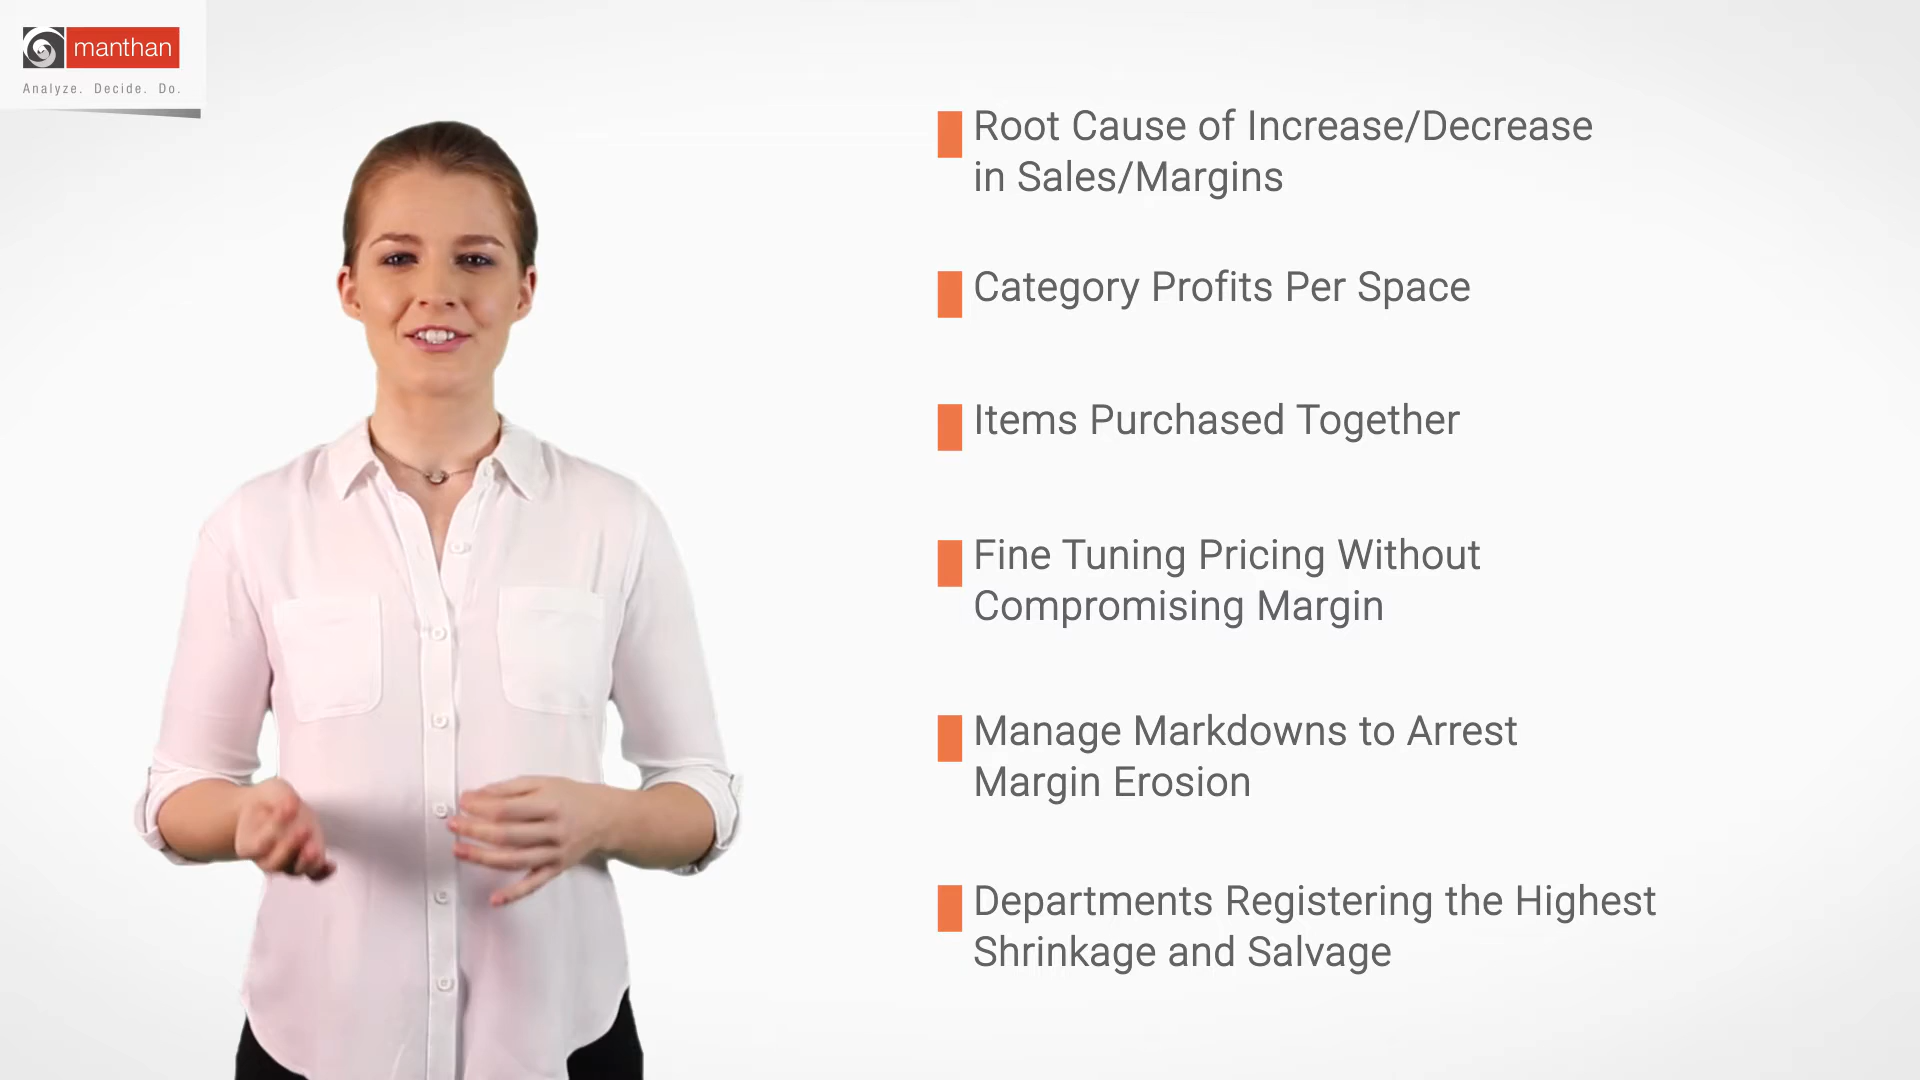 manthan
Analyze. Decide. Do.
Root Cause of Increase/Decrease
in Sales/Margins
Category Profits Per Space
Items Purchased Together
Fine Tuning Pricing Without
Compromising Margin
Manage Markdowns to Arrest
Margin Erosion
Departments Registering the Highest
Shrinkage and Salvage